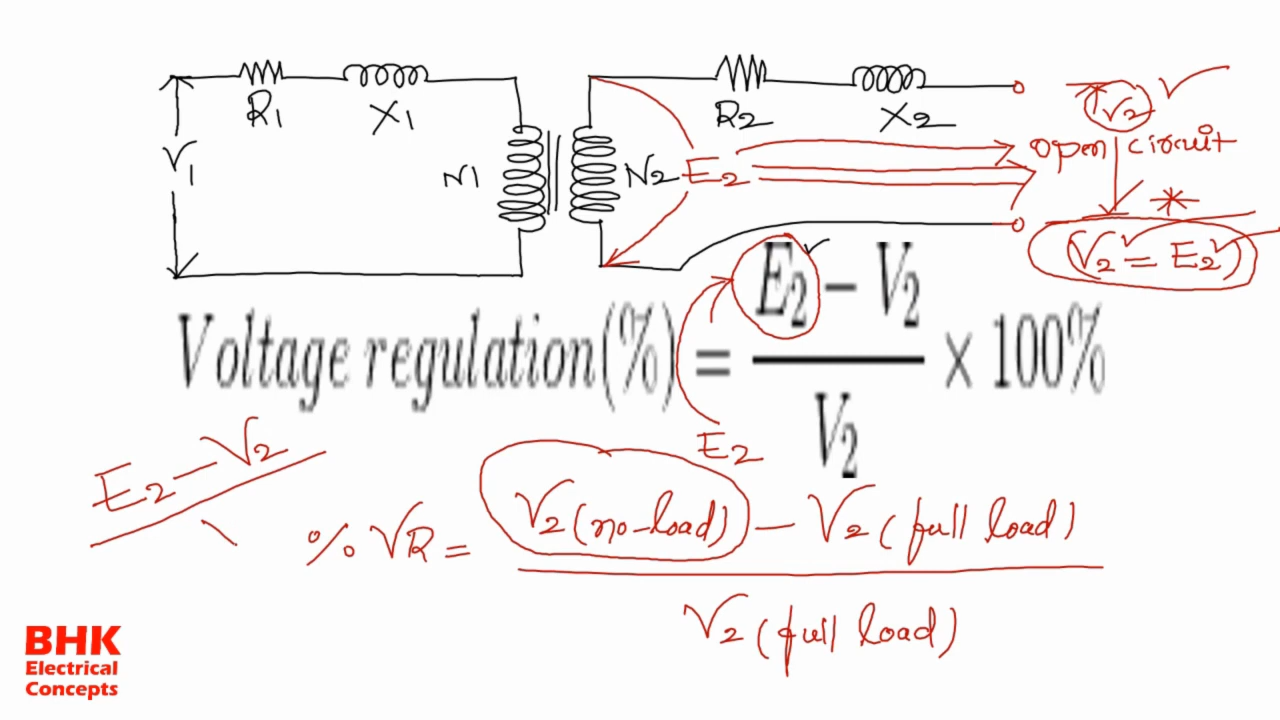 R1 X1 R2 X2 V2
V1 N1 N2 E2 open circuit
V2 = E2
Voltage regulation(%) = E2 − V2 / V2 × 100%
E2 − V2
E2
% VR = V2 (no-load) − V2 (full load)
V2 (full load)
BHK
Electrical
Concepts